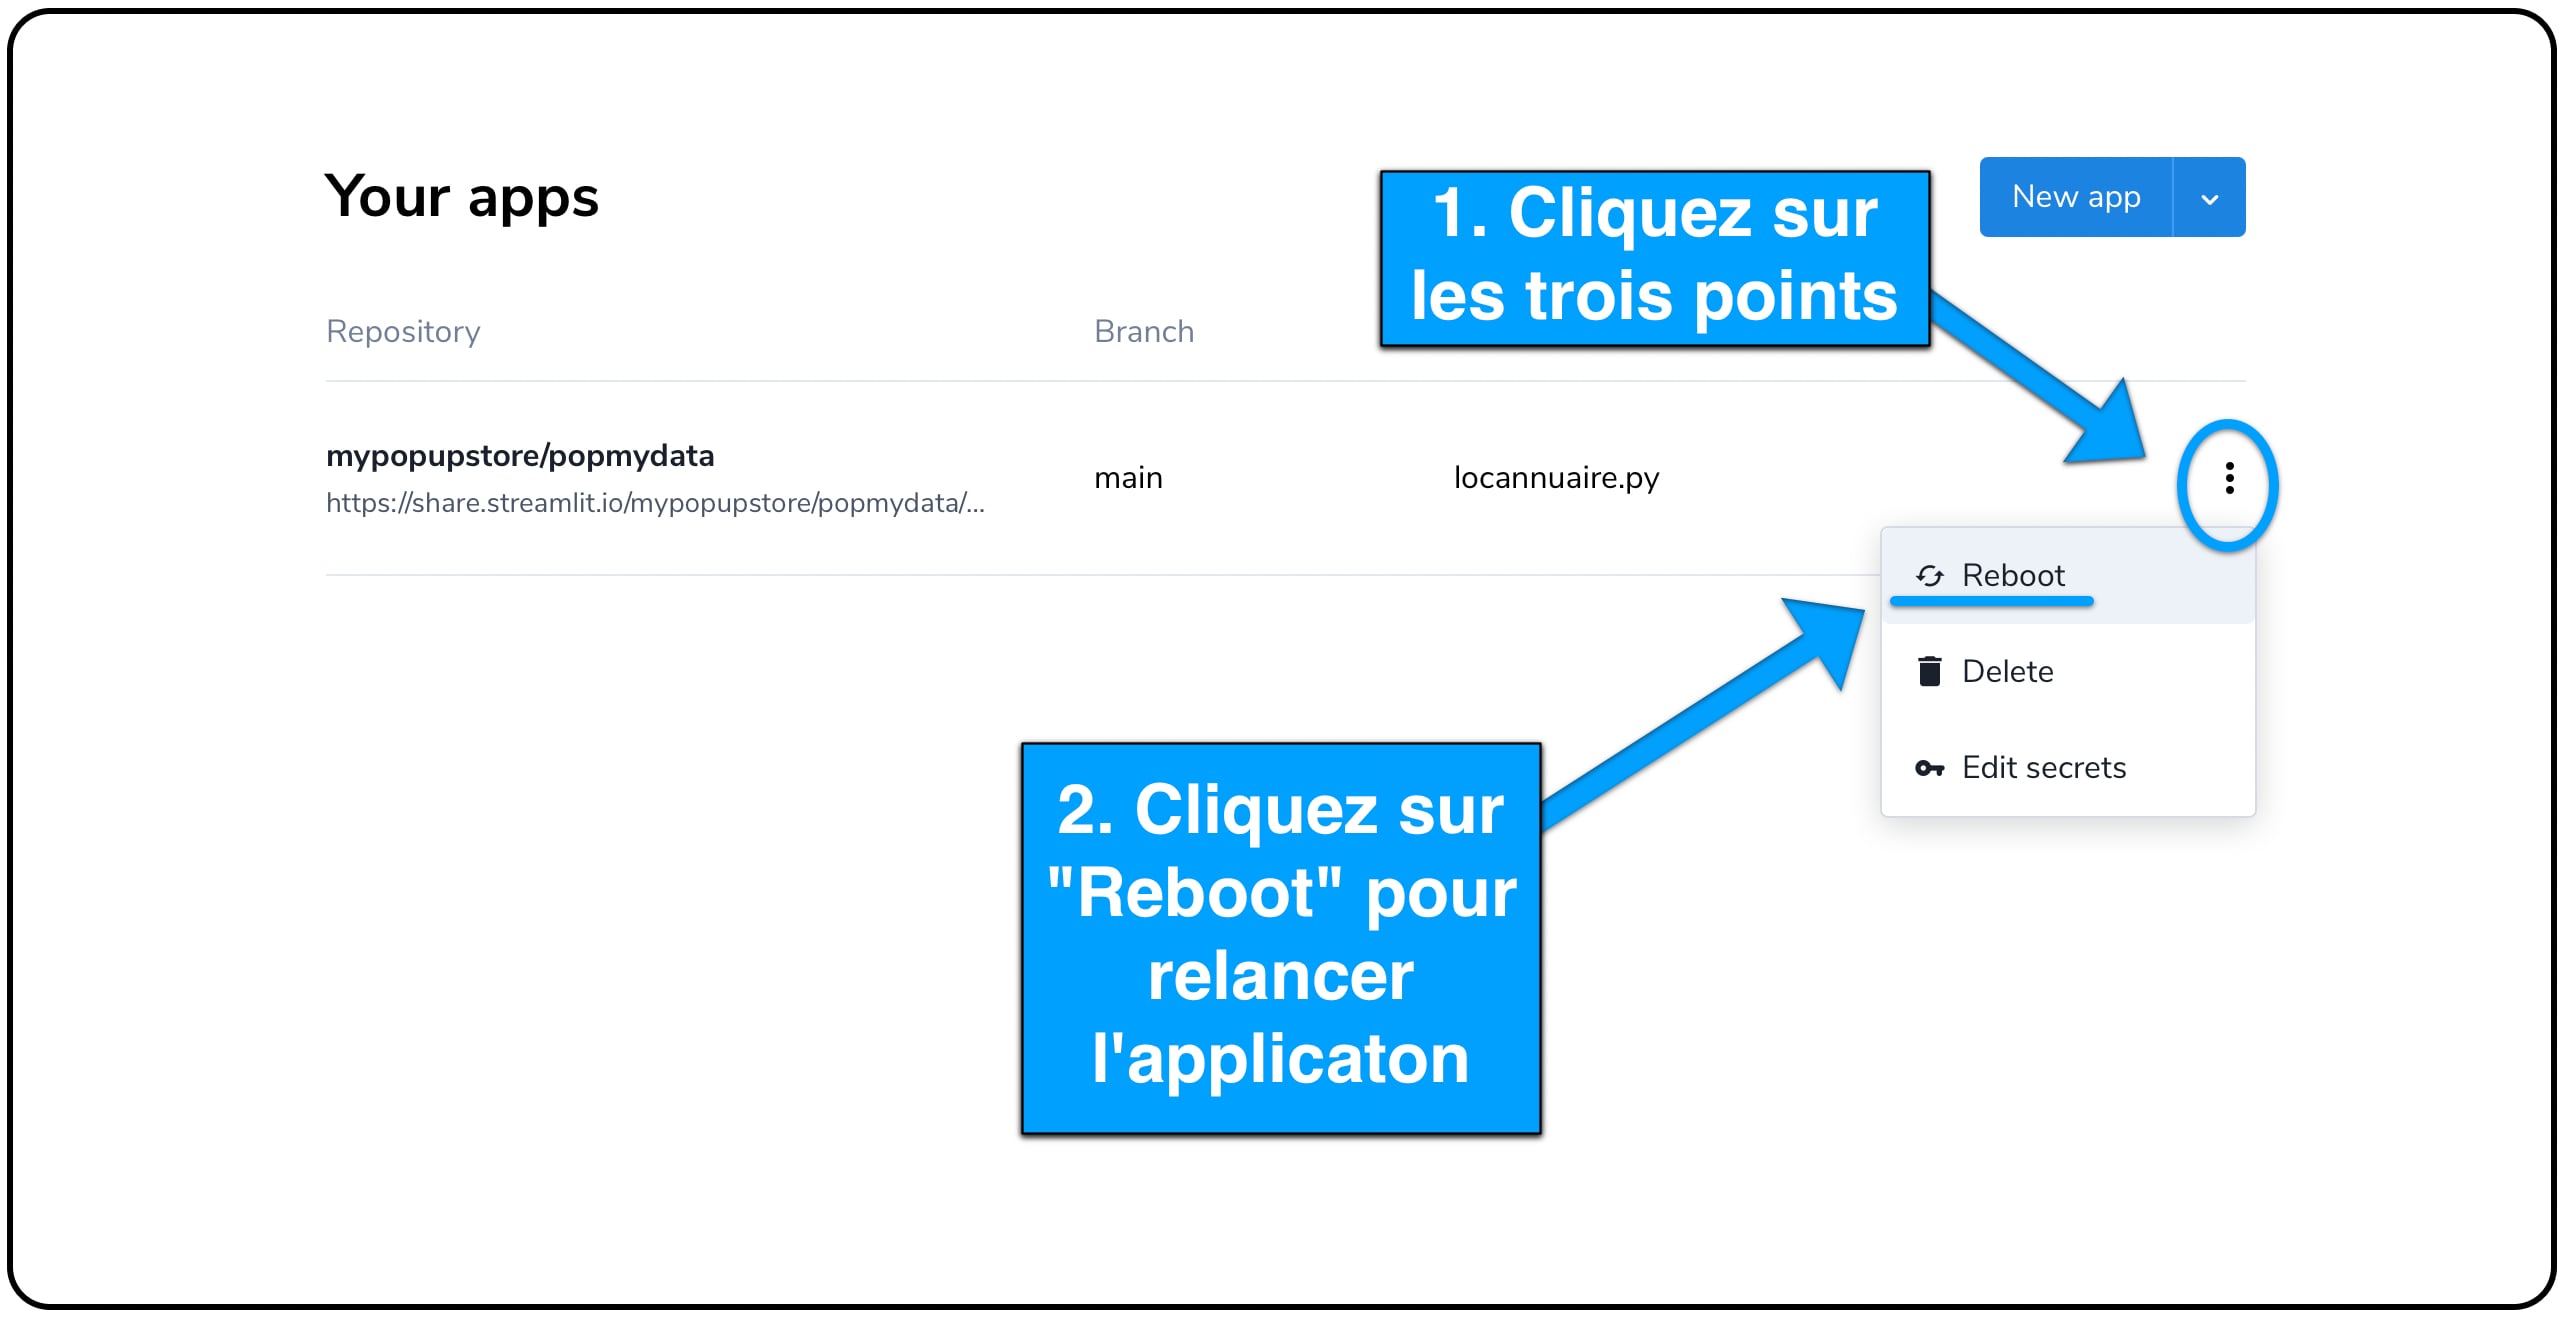 Your apps
1. Cliquez sur
les trois points
New app
Repository
Branch
mypopupstore/popmydata
https://share.streamlit.io/mypopupstore/popmydata/...
main
locannuaire.py
Reboot
Delete
Edit secrets
2. Cliquez sur
"Reboot" pour
relancer
l'applicaton